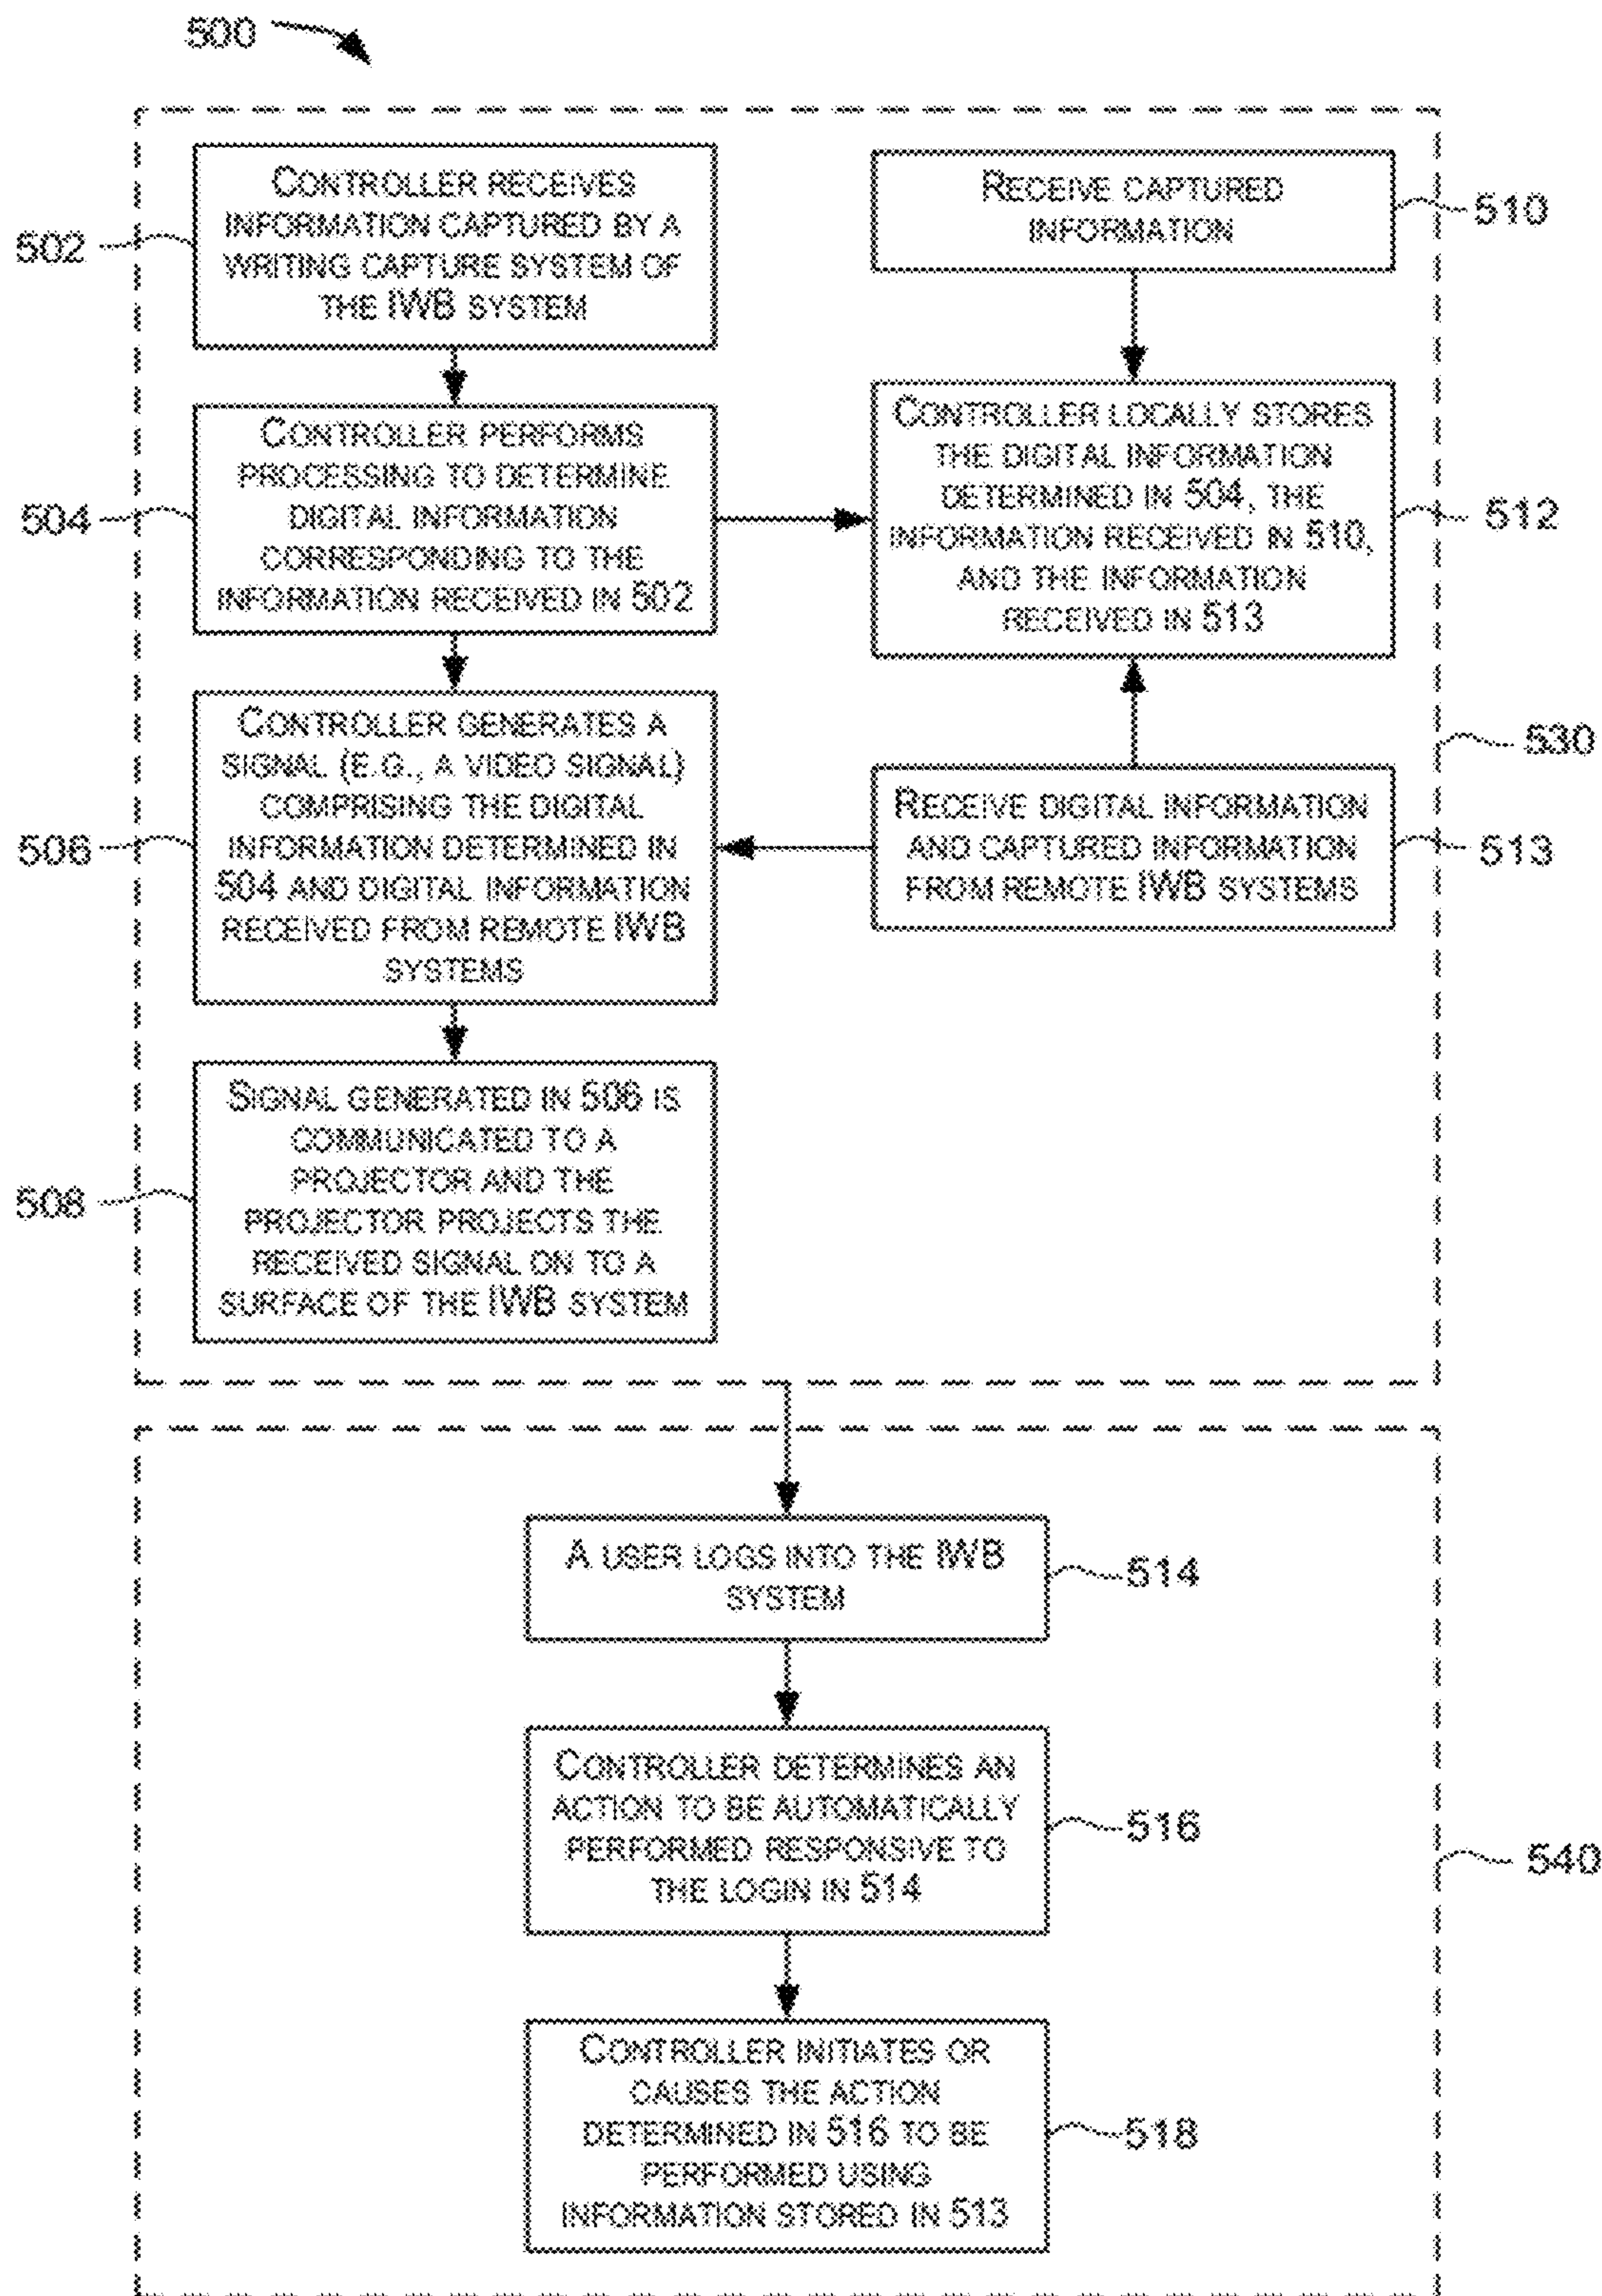 500
CONTROLLER RECEIVES
INFORMATION CAPTURED BY A
WRITING CAPTURE SYSTEM OF
THE IWB SYSTEM
502
RECEIVE CAPTURED
INFORMATION
510
CONTROLLER PERFORMS
PROCESSING TO DETERMINE
DIGITAL INFORMATION
CORRESPONDING TO THE
INFORMATION RECEIVED IN 502
504
CONTROLLER LOCALLY STORES
THE DIGITAL INFORMATION
DETERMINED IN 504, THE
INFORMATION RECEIVED IN 510,
AND THE INFORMATION
RECEIVED IN 513
512
530
CONTROLLER GENERATES A
SIGNAL (E.G., A VIDEO SIGNAL)
COMPRISING THE DIGITAL
INFORMATION DETERMINED IN
504 AND DIGITAL INFORMATION
RECEIVED FROM REMOTE IWB
SYSTEMS
506
RECEIVE DIGITAL INFORMATION
AND CAPTURED INFORMATION
FROM REMOTE IWB SYSTEMS
513
SIGNAL GENERATED IN 506 IS
COMMUNICATED TO A
PROJECTOR AND THE
PROJECTOR PROJECTS THE
RECEIVED SIGNAL ON TO A
SURFACE OF THE IWB SYSTEM
508
A USER LOGS INTO THE IWB
SYSTEM
514
CONTROLLER DETERMINES AN
ACTION TO BE AUTOMATICALLY
PERFORMED RESPONSIVE TO
THE LOGIN IN 514
516
540
CONTROLLER INITIATES OR
CAUSES THE ACTION
DETERMINED IN 516 TO BE
PERFORMED USING
INFORMATION STORED IN 513
518